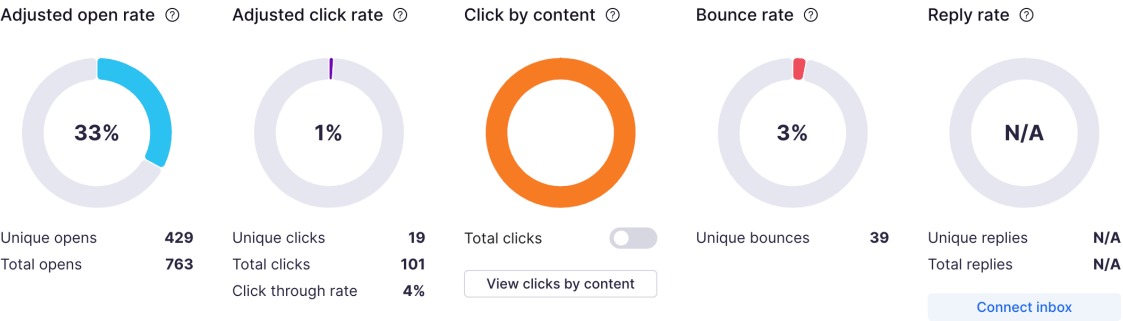 Adjusted open rate
33%
Unique opens 429
Total opens 763
Adjusted click rate
1%
Unique clicks 19
Total clicks 101
Click through rate 4%
Click by content
Total clicks
View clicks by content
Bounce rate
3%
Unique bounces 39
Reply rate
N/A
Unique replies N/A
Total replies N/A
Connect inbox